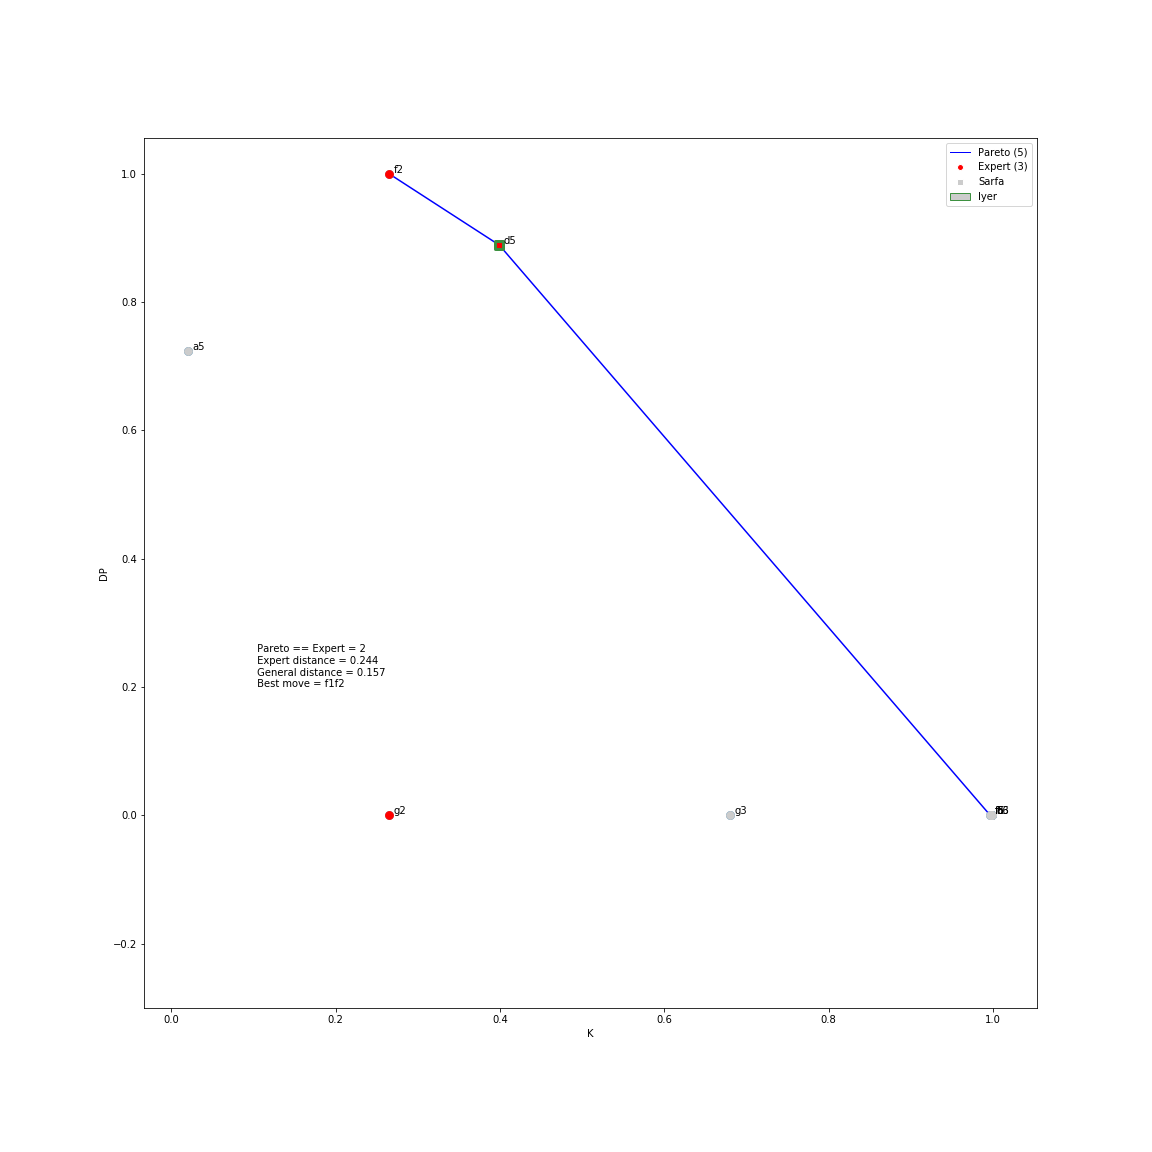 Pareto (5)
Expert (3)
Sarfa
Iyer
1.0
0.8
0.6
0.4
0.2
0.0
−0.2
DP
f2
d5
a5
Pareto == Expert = 2
Expert distance = 0.244
General distance = 0.157
Best move = f1f2
g2
g3
0.0
0.2
0.4
0.6
0.8
1.0
K